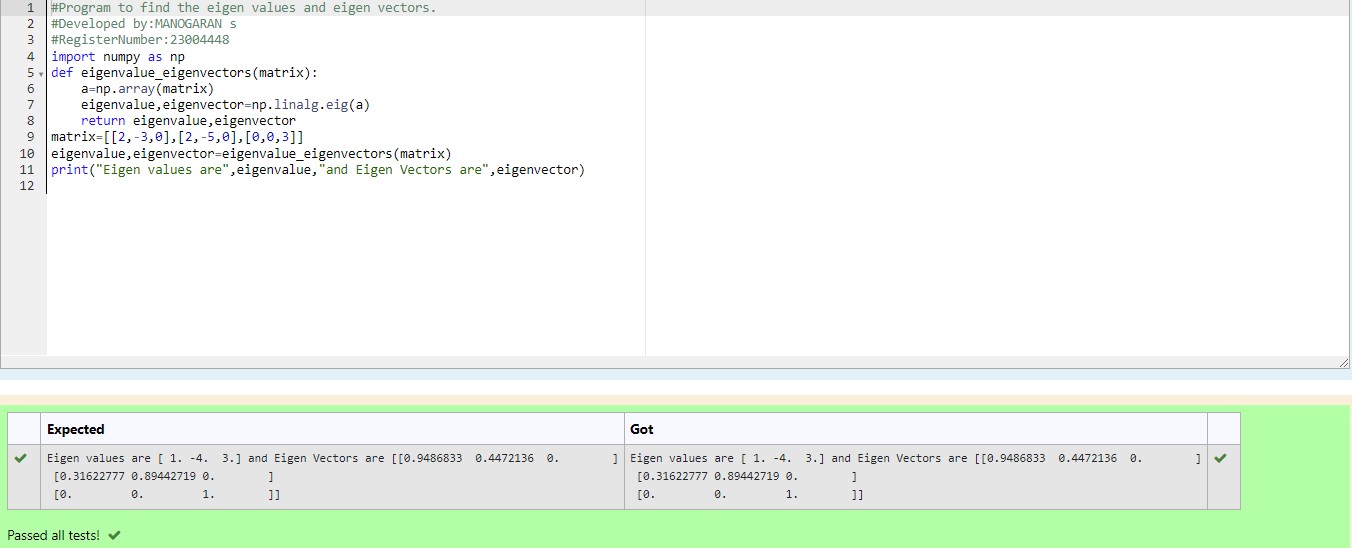 1 #Program to find the eigen values and eigen vectors.
2 #Developed by:MANOGARAN s
3 #RegisterNumber:23004448
4 import numpy as np
5 def eigenvalue_eigenvectors(matrix):
6     a=np.array(matrix)
7     eigenvalue,eigenvector=np.linalg.eig(a)
8     return eigenvalue,eigenvector
9 matrix=[[2,-3,0],[2,-5,0],[0,0,3]]
10 eigenvalue,eigenvector=eigenvalue_eigenvectors(matrix)
11 print("Eigen values are",eigenvalue,"and Eigen Vectors are",eigenvector)
12
Expected Got
Eigen values are [ 1. -4.  3.] and Eigen Vectors are [[0.9486833  0.4472136  0.        ] Eigen values are [ 1. -4.  3.] and Eigen Vectors are [[0.9486833  0.4472136  0.        ]
 [0.31622777 0.89442719 0.        ]  [0.31622777 0.89442719 0.        ]
 [0.         0.         1.        ]]  [0.         0.         1.        ]]
Passed all tests!